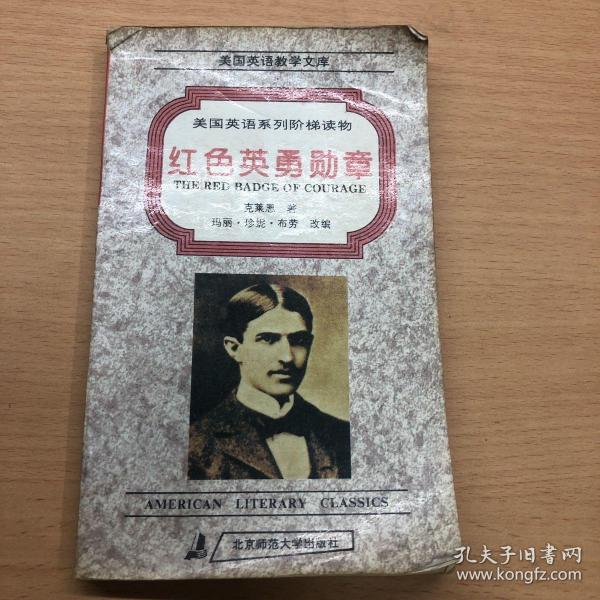 美国英语教学文库
美国英语系列阶梯读物
红色英勇勋章
THE RED BADGE OF COURAGE
克莱恩 著
玛丽·珍妮·布劳 改编
AMERICAN LITERARY CLASSICS
北京师范大学出版社
孔夫子旧书网
www.kongfz.com